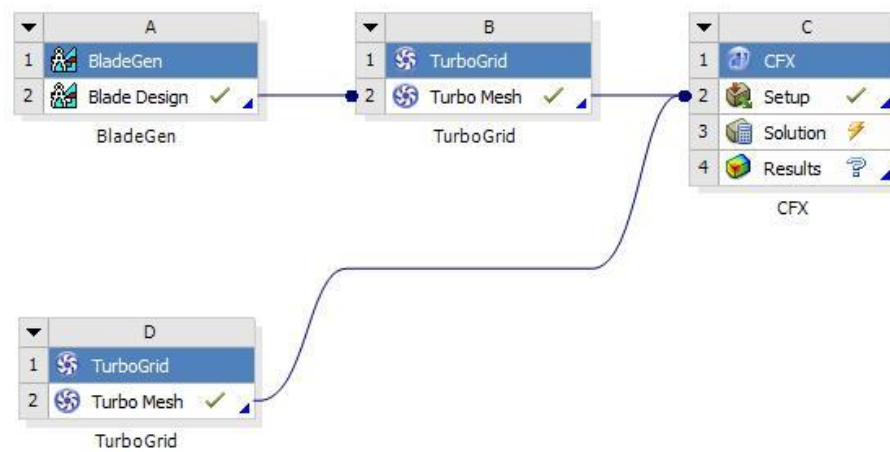 A
1 BladeGen
2 Blade Design
BladeGen
B
1 TurboGrid
2 Turbo Mesh
TurboGrid
C
1 CFX
2 Setup
3 Solution
4 Results
CFX
D
1 TurboGrid
2 Turbo Mesh
TurboGrid